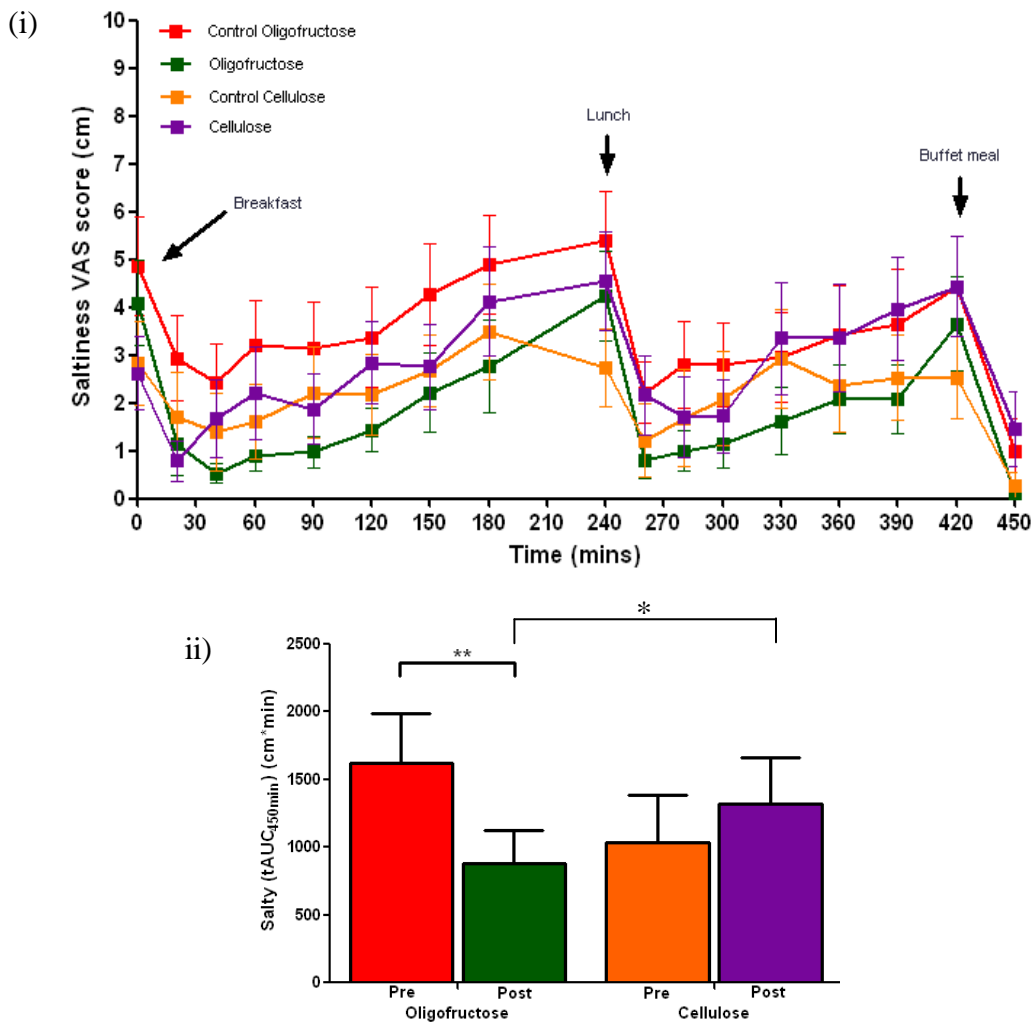 (i)
Saltiness VAS score (cm)
10
9
8
7
6
5
4
3
2
1
0
Control Oligofructose
Oligofructose
Control Cellulose
Cellulose
Breakfast
Lunch
Buffet meal
0 30 60 90 120 150 180 210 240 270 300 330 360 390 420 450
Time (mins)
ii)
Salty (tAUC450min) (cm*min)
2500
2000
1500
1000
500
0
**
*
Pre Post Pre Post
Oligofructose Cellulose